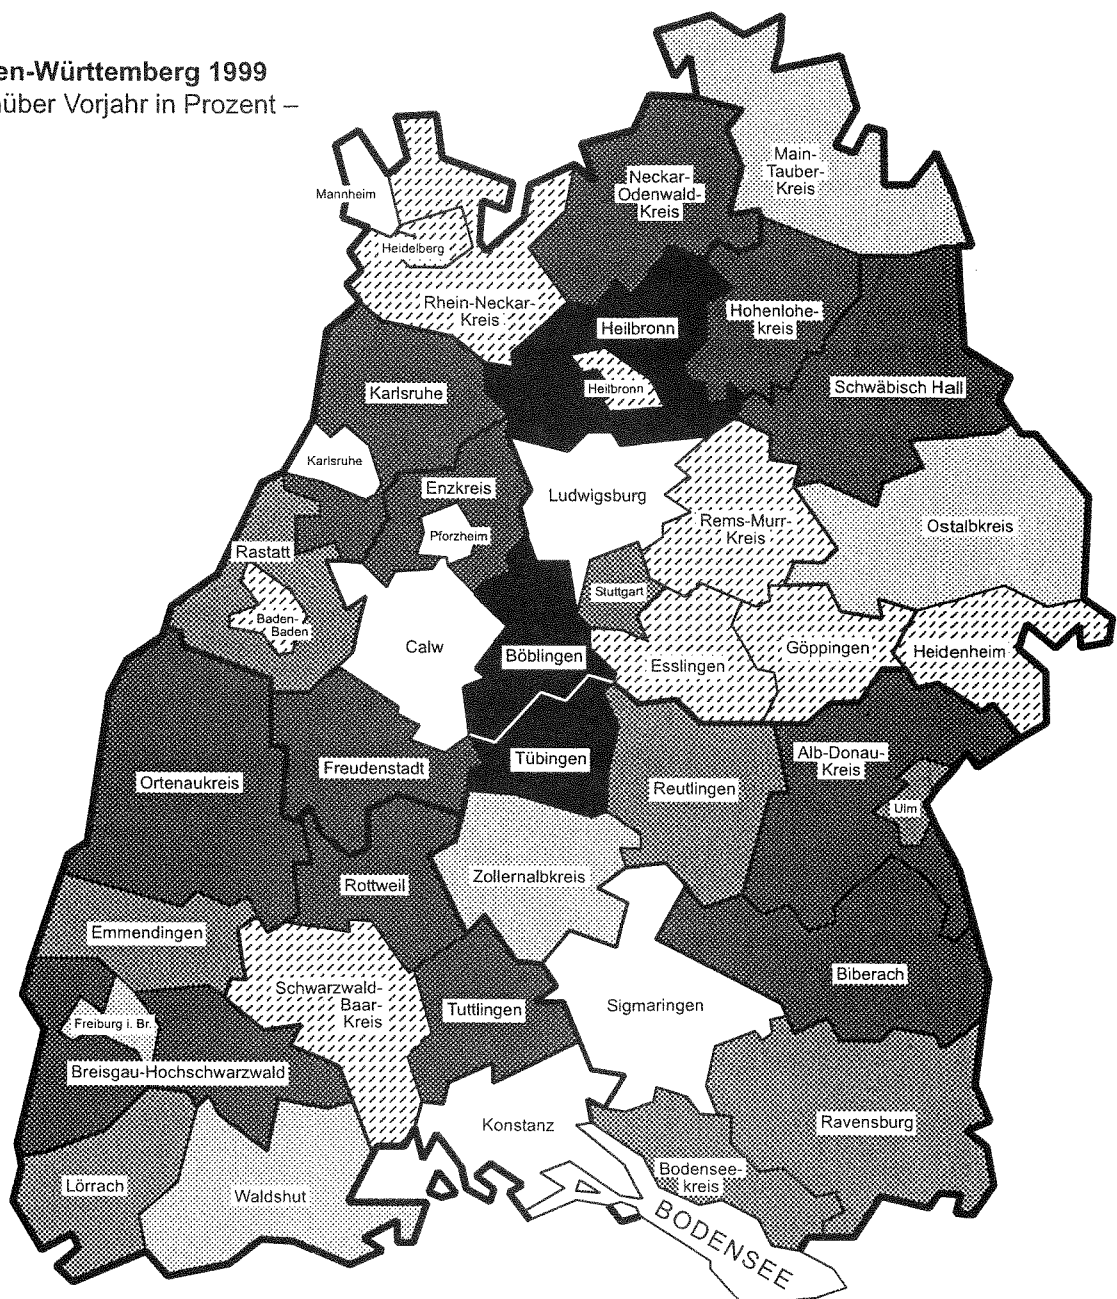 en-Württemberg 1999
nüber Vorjahr in Prozent –
Main-
Tauber-
Kreis
Neckar-
Odenwald-
Kreis
Mannheim
Heidelberg
Rhein-Neckar-
Kreis
Heilbronn
Hohenlohe-
kreis
Heilbronn
Schwäbisch Hall
Karlsruhe
Karlsruhe
Enzkreis
Ludwigsburg
Rems-Murr-
Kreis
Ostalbkreis
Pforzheim
Rastatt
Stuttgart
Baden-
Baden
Calw
Böblingen
Esslingen
Göppingen
Heidenheim
Ortenaukreis
Freudenstadt
Tübingen
Reutlingen
Alb-Donau-
Kreis
Ulm
Rottweil
Zollernalbkreis
Emmendingen
Schwarzwald-
Baar-
Kreis
Tuttlingen
Sigmaringen
Biberach
Freiburg i. Br.
Breisgau-Hochschwarzwald
Konstanz
Ravensburg
Lörrach
Waldshut
Bodensee-
kreis
BODENSEE